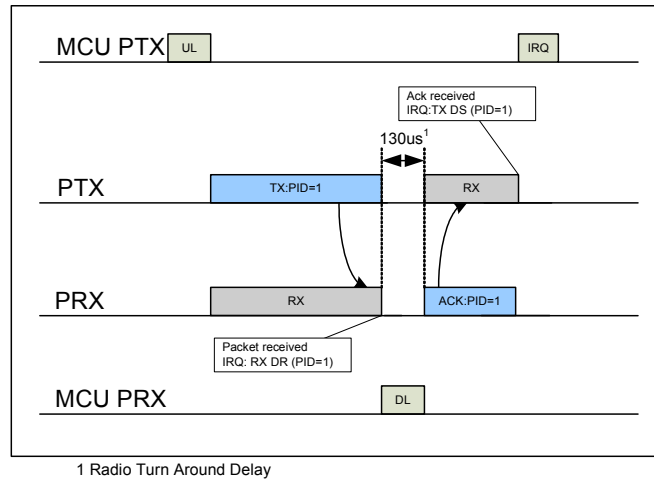 MCU PTX
UL
IRQ
Ack received
IRQ:TX DS (PID=1)
130us1
PTX
TX:PID=1
RX
PRX
RX
ACK:PID=1
Packet received
IRQ: RX DR (PID=1)
MCU PRX
DL
1 Radio Turn Around Delay